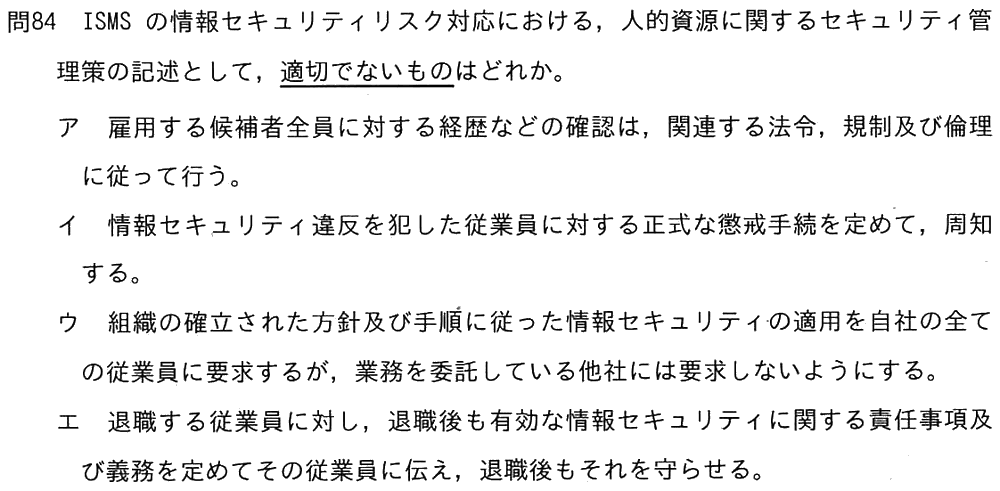 問84 ISMS の情報セキュリティリスク対応における，人的資源に関するセキュリティ管
理策の記述として，適切でないものはどれか。
ア 雇用する候補者全員に対する経歴などの確認は，関連する法令，規制及び倫理
に従って行う。
イ 情報セキュリティ違反を犯した従業員に対する正式な懲戒手続を定めて，周知
する。
ウ 組織の確立された方針及び手順に従った情報セキュリティの適用を自社の全て
の従業員に要求するが，業務を委託している他社には要求しないようにする。
エ 退職する従業員に対し，退職後も有効な情報セキュリティに関する責任事項及
び義務を定めてその従業員に伝え，退職後もそれを守らせる。